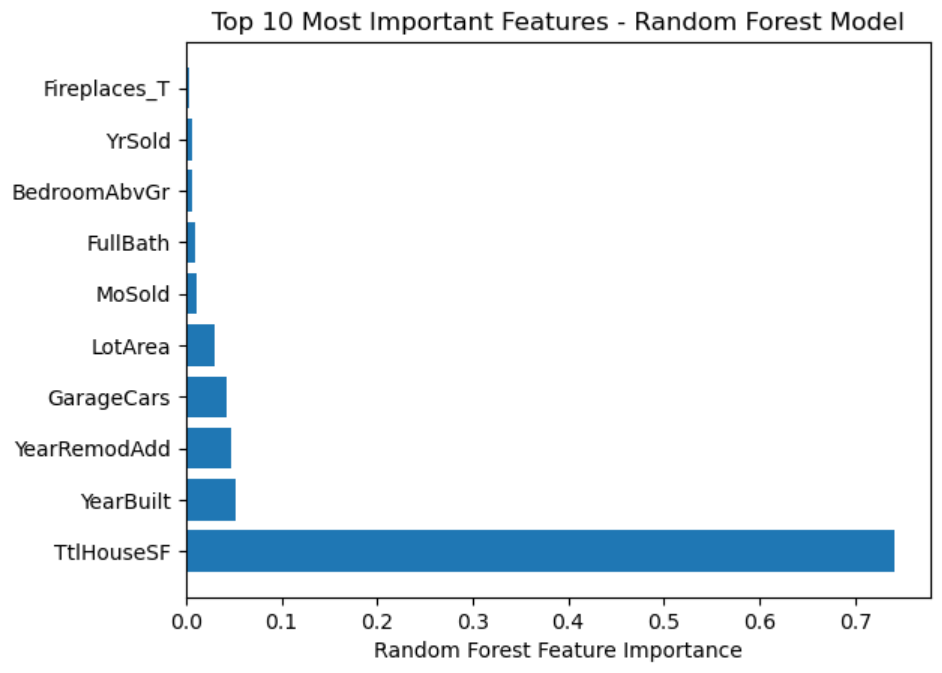 Top 10 Most Important Features - Random Forest Model
Fireplaces_T
YrSold
BedroomAbvGr
FullBath
MoSold
LotArea
GarageCars
YearRemodAdd
YearBuilt
TtlHouseSF
0.0 0.1 0.2 0.3 0.4 0.5 0.6 0.7
Random Forest Feature Importance